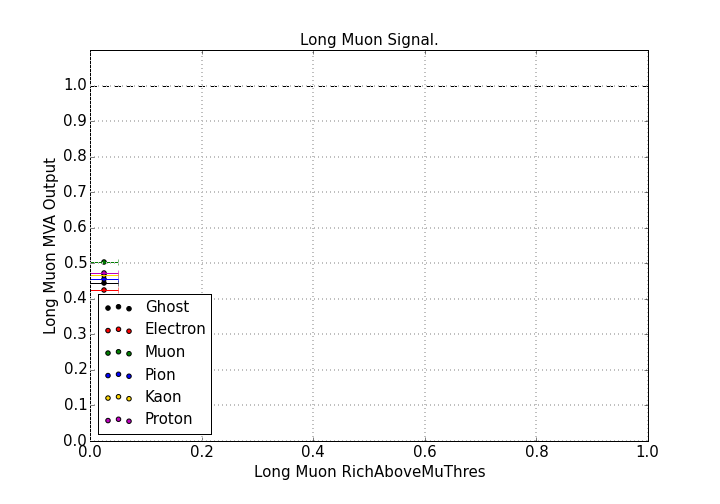 Long Muon Signal.
Long Muon MVA Output
1.0
0.9
0.8
0.7
0.6
0.5
0.4
0.3
0.2
0.1
0.0
Ghost
Electron
Muon
Pion
Kaon
Proton
0.0 0.2 0.4 0.6 0.8 1.0
Long Muon RichAboveMuThres